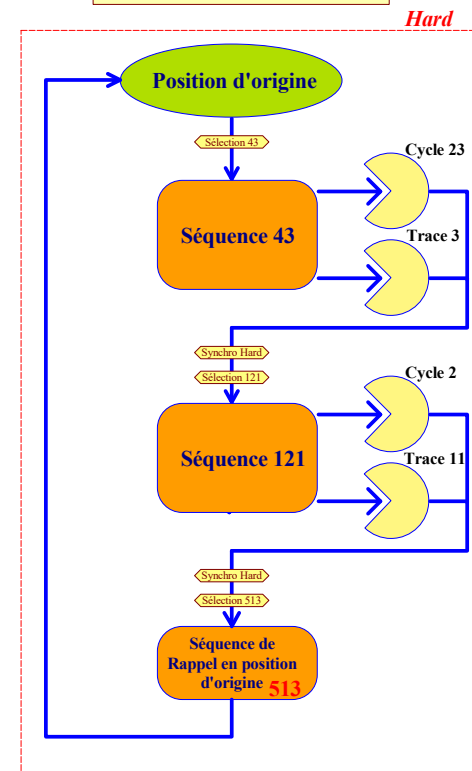 Hard
Position d'origine
Sélection 43
Cycle 23
Séquence 43
Trace 3
Synchro Hard
Sélection 121
Cycle 2
Séquence 121
Trace 11
Synchro Hard
Sélection 513
Séquence de
Rappel en position
d'origine 513